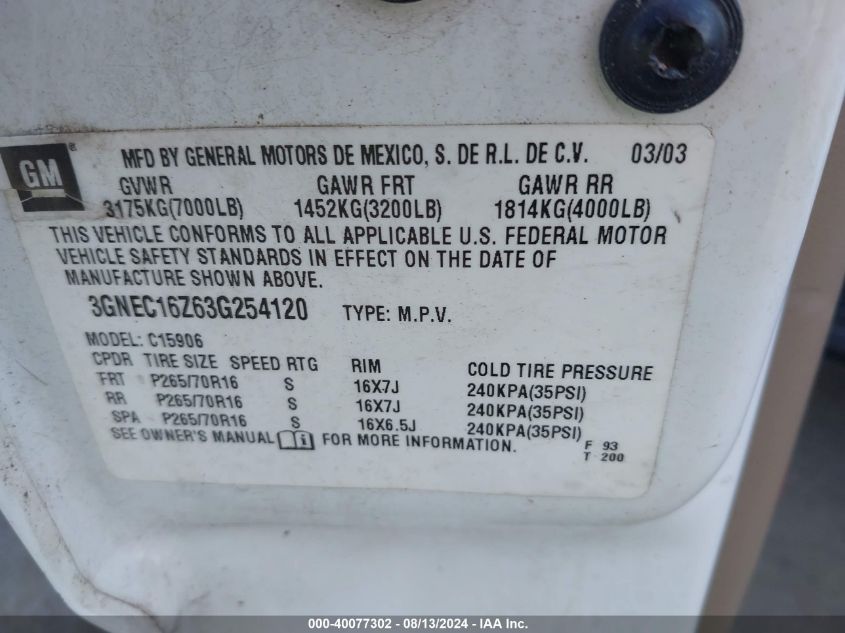 GM ® MFD BY GENERAL MOTORS DE MEXICO, S. DE R.L. DE C.V. 03/03
GVWR GAWR FRT GAWR RR
3175KG(7000LB) 1452KG(3200LB) 1814KG(4000LB)
THIS VEHICLE CONFORMS TO ALL APPLICABLE U.S. FEDERAL MOTOR
VEHICLE SAFETY STANDARDS IN EFFECT ON THE DATE OF
MANUFACTURE SHOWN ABOVE.
3GNEC16Z63G254120 TYPE: M.P.V.
MODEL: C15906
CPDR TIRE SIZE SPEED RTG RIM COLD TIRE PRESSURE
FRT P265/70R16 S 16X7J 240KPA(35PSI)
RR P265/70R16 S 16X7J 240KPA(35PSI)
SPA P265/70R16 S 16X6.5J 240KPA(35PSI)
SEE OWNER'S MANUAL FOR MORE INFORMATION.
F 93
T 200
000-40077302 - 08/13/2024 - IAA Inc.